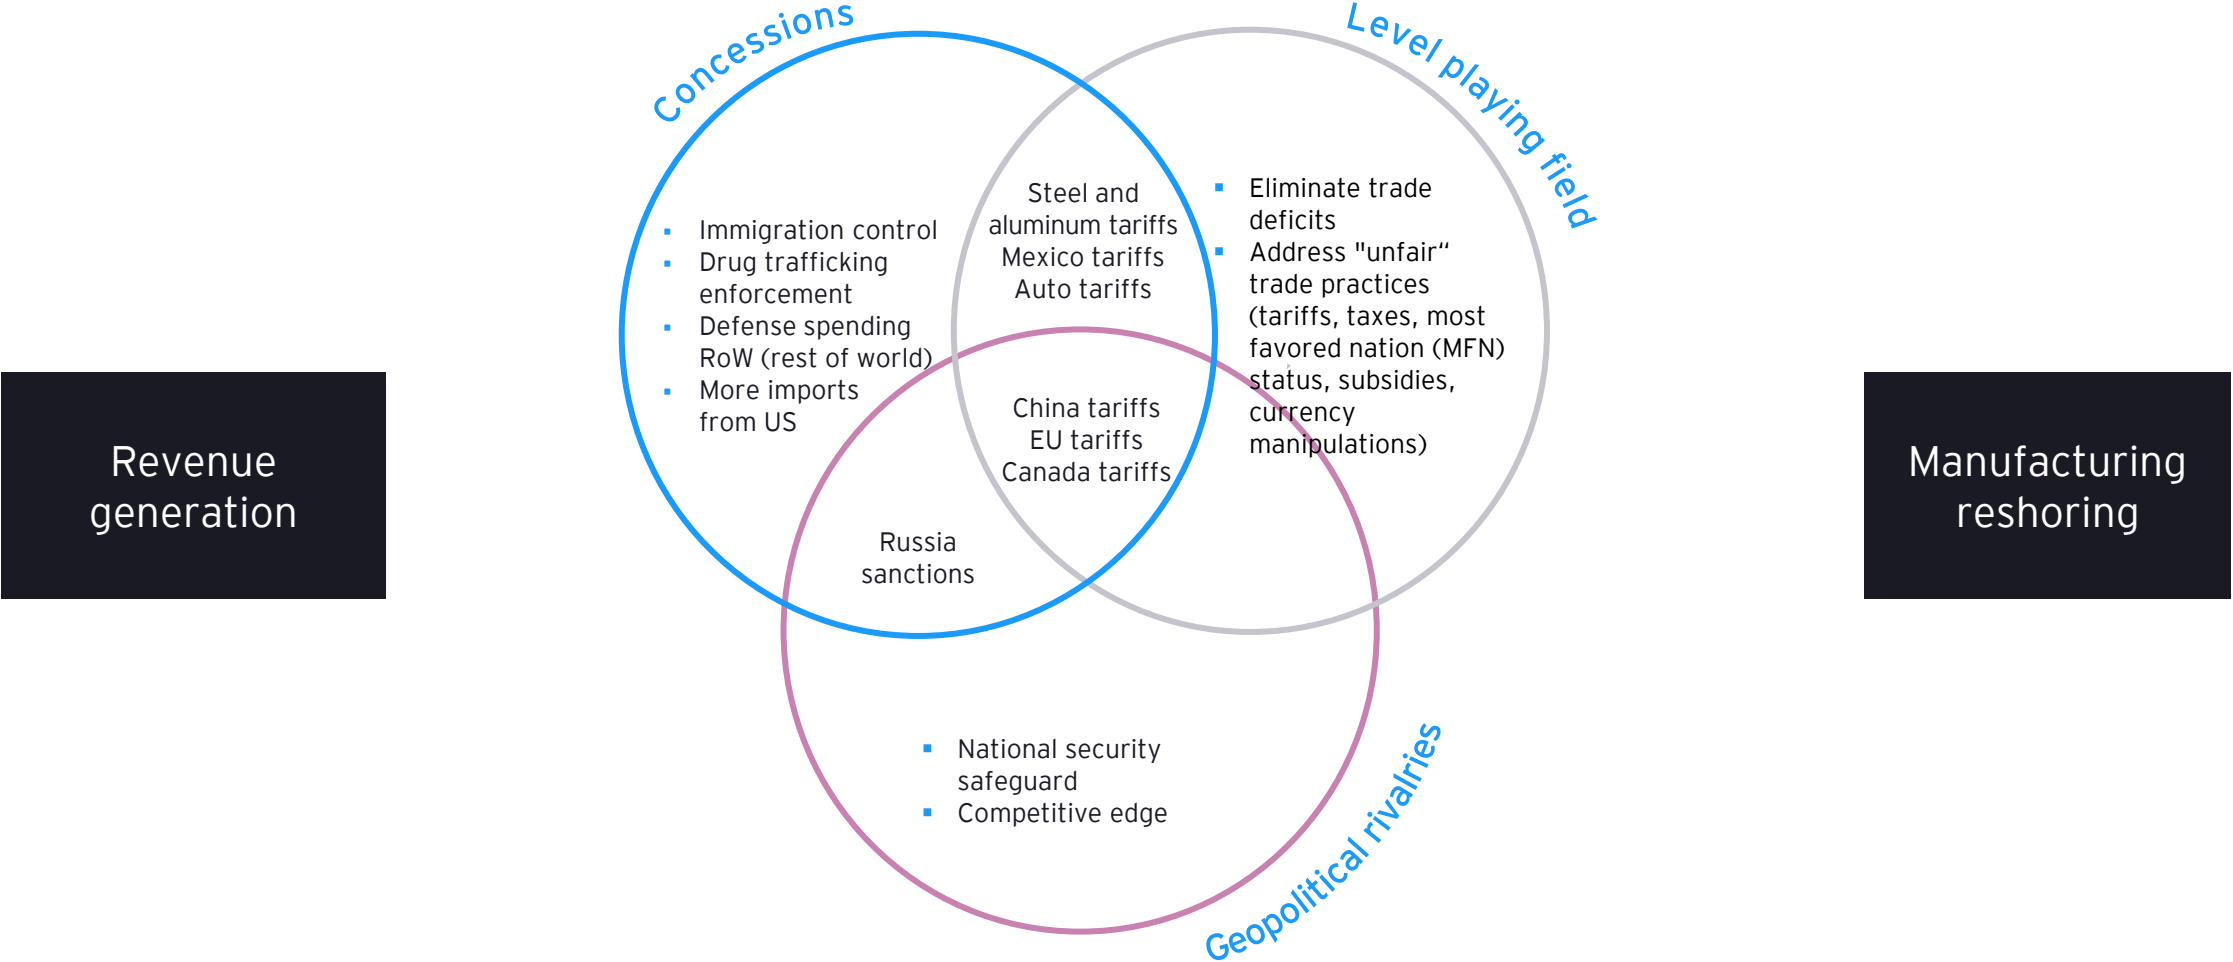 Concessions
Level playing field
Steel and
aluminum tariffs
Mexico tariffs
Auto tariffs
▪ Eliminate trade
deficits
▪ Address "unfair“
trade practices
(tariffs, taxes, most
favored nation (MFN)
status, subsidies,
currency
manipulations)
▪ Immigration control
▪ Drug trafficking
enforcement
▪ Defense spending
RoW (rest of world)
▪ More imports
from US
China tariffs
EU tariffs
Canada tariffs
Revenue
generation
Manufacturing
reshoring
Russia
sanctions
▪ National security
safeguard
▪ Competitive edge
Geopolitical rivalries